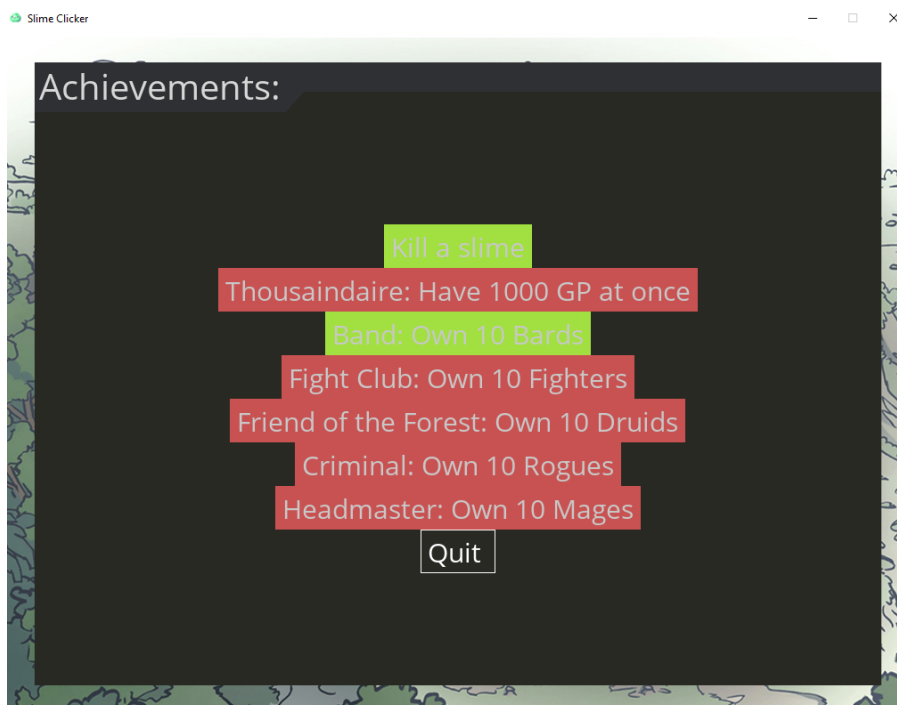 Slime Clicker
Achievements:
Kill a slime
Thousaindaire: Have 1000 GP at once
Band: Own 10 Bards
Fight Club: Own 10 Fighters
Friend of the Forest: Own 10 Druids
Criminal: Own 10 Rogues
Headmaster: Own 10 Mages
Quit